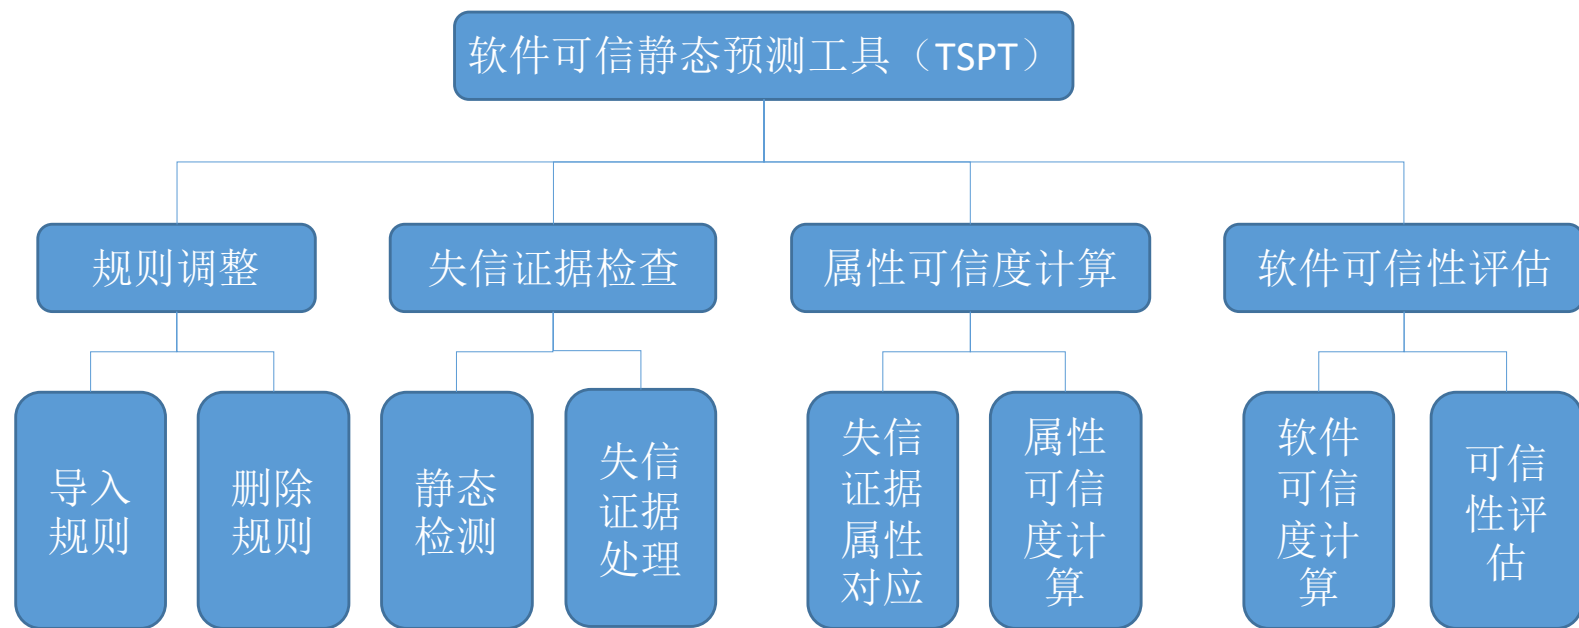 软件可信静态预测工具（TSPT）
规则调整
失信证据检查
属性可信度计算
软件可信性评估
导入
规则
删除
规则
静态
检测
失信
证据
处理
失信
证据
属性
对应
属性
可信
度计
算
软件
可信
度计
算
可信
性评
估